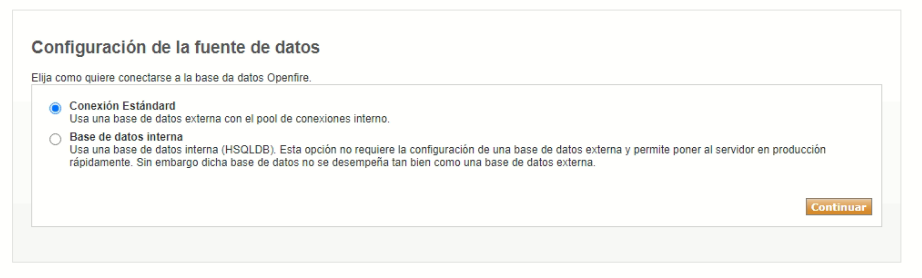 Configuración de la fuente de datos
Elija como quiere conectarse a la base da datos Openfire.
Conexión Estándard
Usa una base de datos externa con el pool de conexiones interno.
Base de datos interna
Usa una base de datos interna (HSQLDB). Esta opción no requiere la configuración de una base de datos externa y permite poner al servidor en producción
rápidamente. Sin embargo dicha base de datos no se desempeña tan bien como una base de datos externa.
Continuar